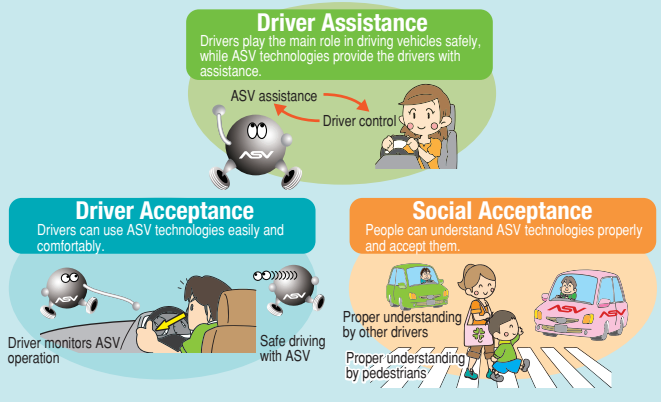 Driver Assistance
Drivers play the main role in driving vehicles safely,
while ASV technologies provide the drivers with
assistance.
ASV assistance
Driver control
ASV
Driver Acceptance
Drivers can use ASV technologies easily and
comfortably.
ASV
ASV
Driver monitors ASV
operation
Safe driving
with ASV
Social Acceptance
People can understand ASV technologies properly
and accept them.
ASV
ASV
Proper understanding
by other drivers
Proper understanding
by pedestrians